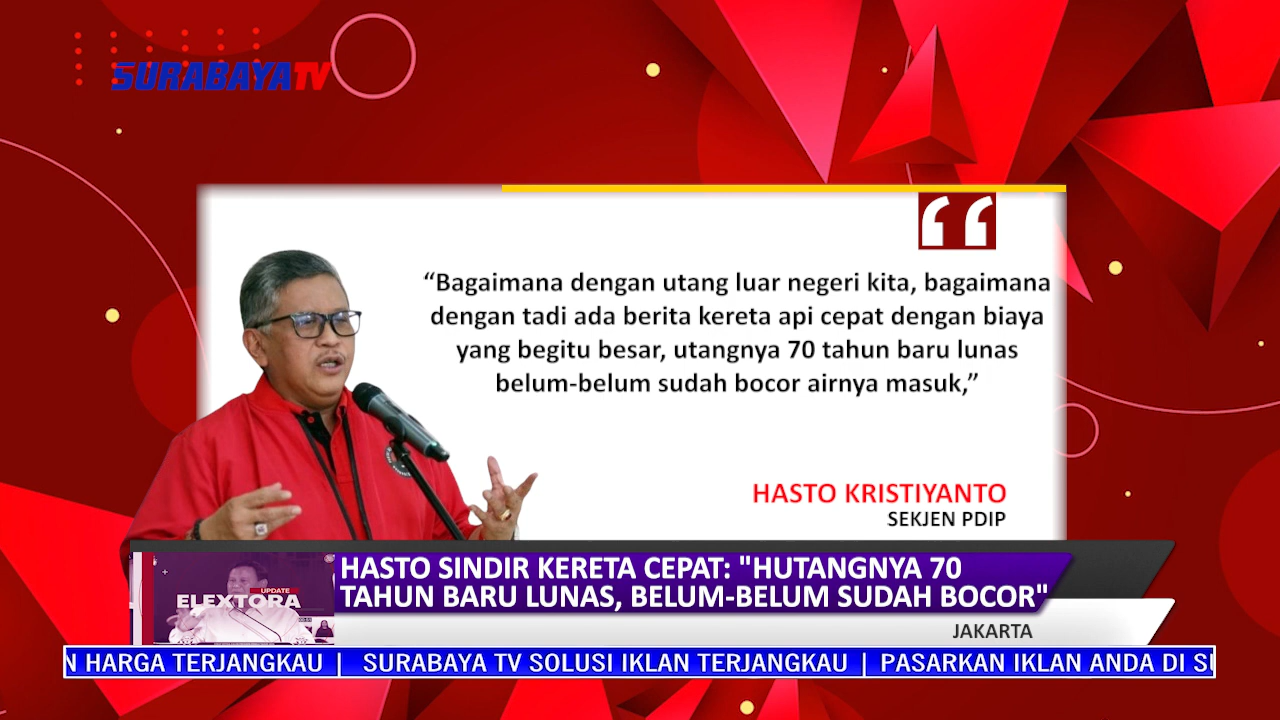 SURABAYATV
“Bagaimana dengan utang luar negeri kita, bagaimana
dengan tadi ada berita kereta api cepat dengan biaya
yang begitu besar, utangnya 70 tahun baru lunas
belum-belum sudah bocor airnya masuk,”
HASTO KRISTIYANTO
SEKJEN PDIP
HASTO SINDIR KERETA CEPAT: "HUTANGNYA 70
TAHUN BARU LUNAS, BELUM-BELUM SUDAH BOCOR"
UPDATE
ELEXTORA
JAKARTA
N HARGA TERJANGKAU | SURABAYA TV SOLUSI IKLAN TERJANGKAU | PASARKAN IKLAN ANDA DI SU